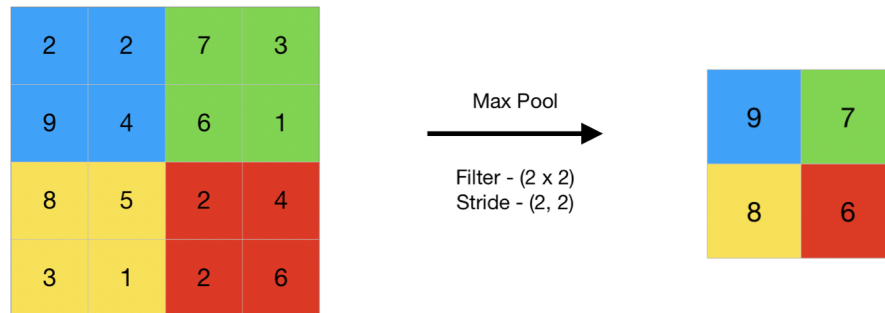 2 2 7 3
9 4 6 1
8 5 2 4
3 1 2 6
Max Pool
Filter - (2 x 2)
Stride - (2, 2)
9 7
8 6